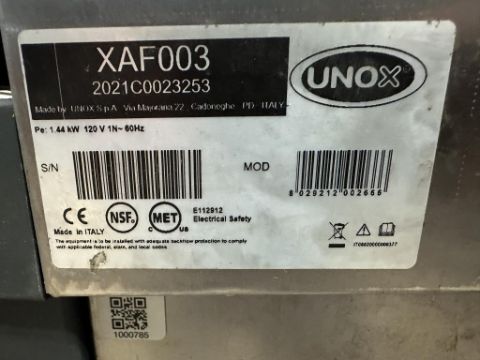 XAF003
2021C0023253
UNOX
Made by UNOX S.p.A. Via Majorana 22 - Cadoneghe - PD - ITALY -
Pe: 1.44 kW 120 V 1N~ 60Hz
S/N
MOD
8 029212 002665
CE
NSF®
MET
C US
E112912
Electrical Safety
Made in ITALY
The equipment is to be installed with adequate backflow protection to comply
with applicable federal, state, and local codes
1000785